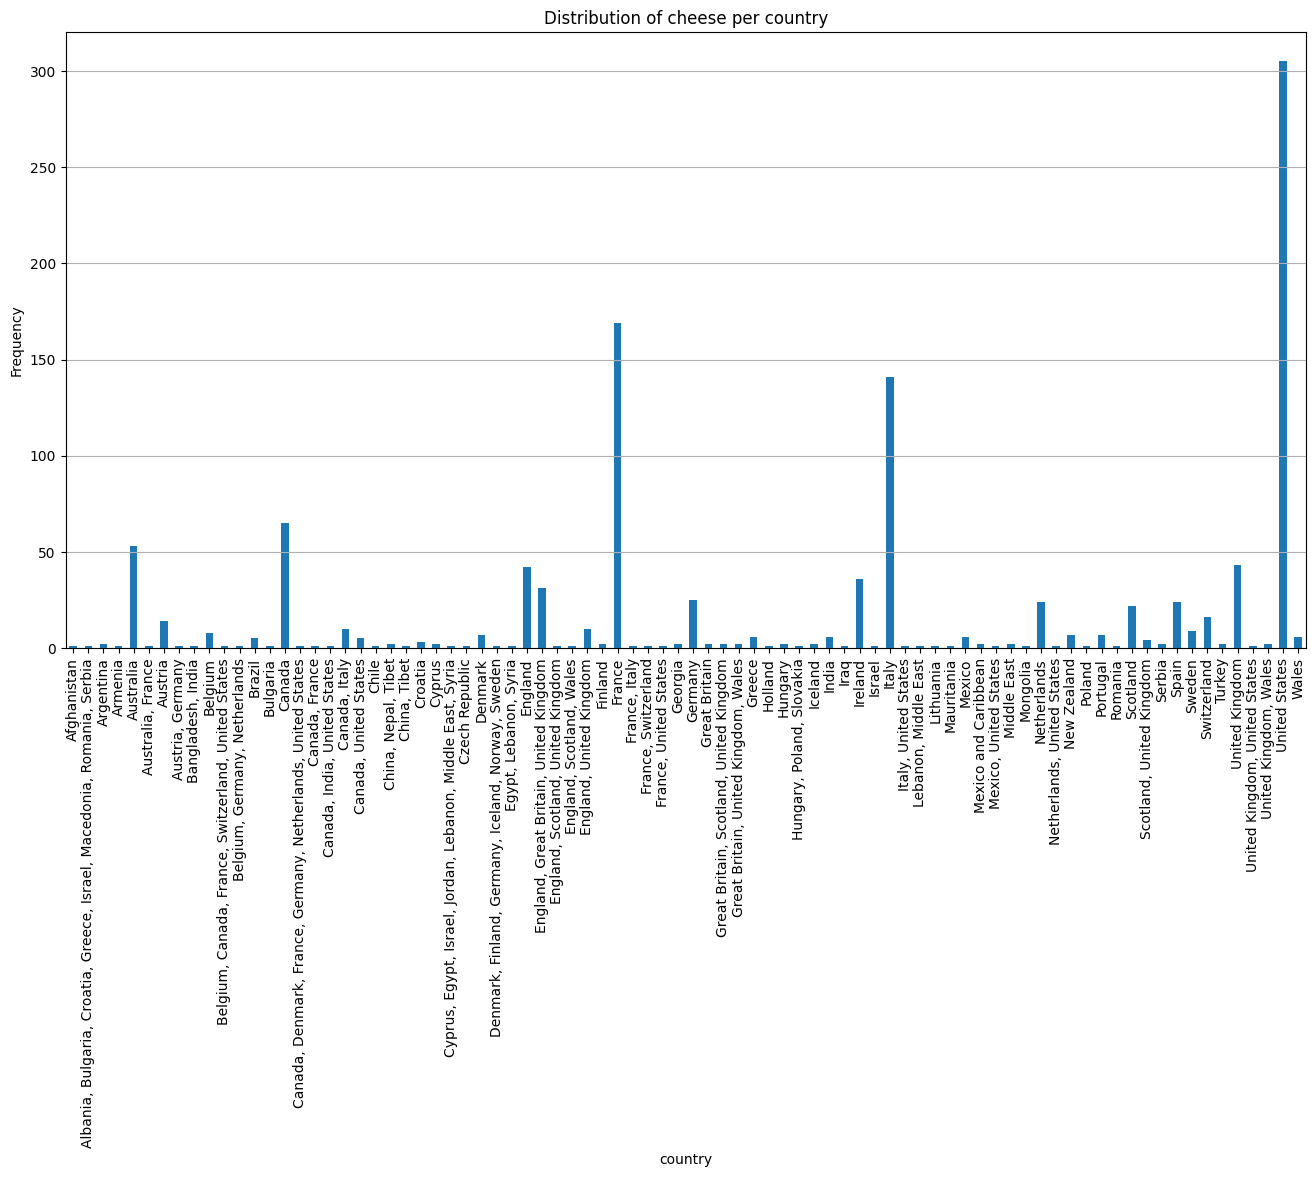 Distribution of cheese per country
Frequency
300
250
200
150
100
50
0
Afghanistan
Albania, Bulgaria, Croatia, Greece, Israel, Macedonia, Romania, Serbia
Argentina
Armenia
Australia
Australia, France
Austria
Austria, Germany
Bangladesh, India
Belgium
Belgium, Canada, France, Switzerland, United States
Belgium, Germany, Netherlands
Brazil
Bulgaria
Canada
Canada, Denmark, France, Germany, Netherlands, United States
Canada, France
Canada, India, United States
Canada, Italy
Canada, United States
Chile
China, Nepal, Tibet
China, Tibet
Croatia
Cyprus
Cyprus, Egypt, Israel, Jordan, Lebanon, Middle East, Syria
Czech Republic
Denmark
Denmark, Finland, Germany, Iceland, Norway, Sweden
Egypt, Lebanon, Syria
England
England, Great Britain, United Kingdom
England, Scotland, United Kingdom
England, Scotland, Wales
England, United Kingdom
Finland
France
France, Italy
France, Switzerland
France, United States
Georgia
Germany
Great Britain
Great Britain, Scotland, United Kingdom
Great Britain, United Kingdom, Wales
Greece
Holland
Hungary
Hungary, Poland, Slovakia
Iceland
India
Iraq
Ireland
Israel
Italy
Italy, United States
Lebanon, Middle East
Lithuania
Mauritania
Mexico
Mexico and Caribbean
Mexico, United States
Middle East
Mongolia
Netherlands
Netherlands, United States
New Zealand
Poland
Portugal
Romania
Scotland
Scotland, United Kingdom
Serbia
Spain
Sweden
Switzerland
Turkey
United Kingdom
United Kingdom, United States
United Kingdom, Wales
United States
Wales
country